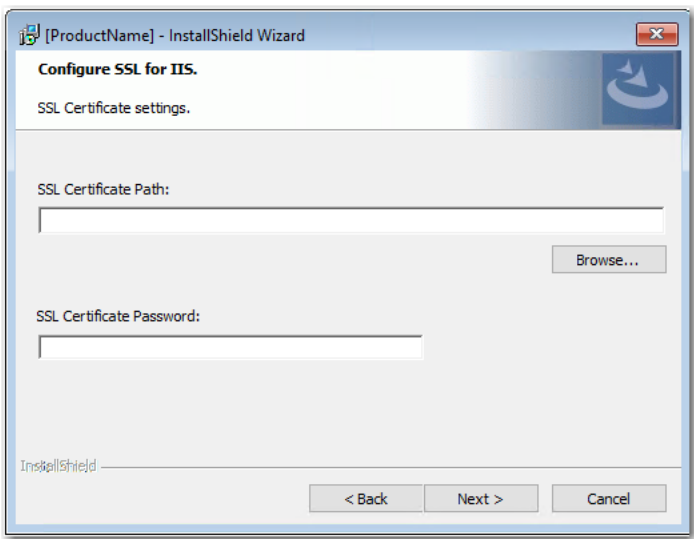 [ProductName] - InstallShield Wizard
Configure SSL for IIS.
SSL Certificate settings.
SSL Certificate Path:
Browse...
SSL Certificate Password:
InstallShield
< Back
Next >
Cancel